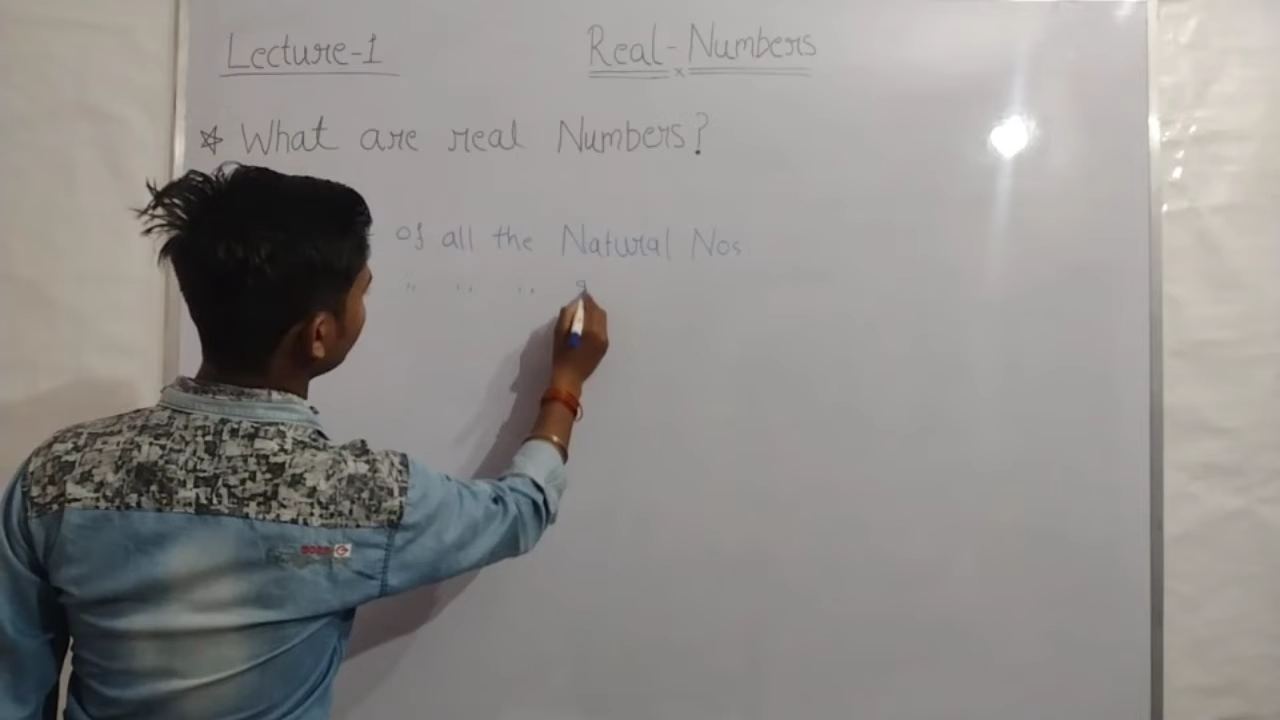 Lecture-1
Real-Numbers
☆ What are real Numbers?
of all the Natural Nos
" " "